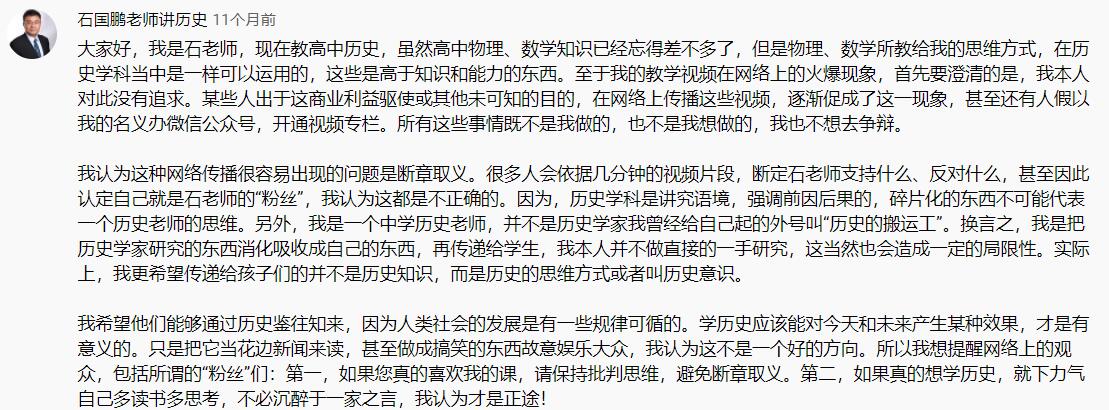 石国鹏老师讲历史 11个月前
大家好，我是石老师，现在教高中历史，虽然高中物理、数学知识已经忘得差不多了，但是物理、数学所教给我的思维方式，在历
史学科当中是一样可以运用的，这些是高于知识和能力的东西。至于我的教学视频在网络上的火爆现象，首先要澄清的是，我本人
对此没有追求。某些人出于这商业利益驱使或其他未可知的目的，在网络上传播这些视频，逐渐促成了这一现象，甚至还有人假以
我的名义办微信公众号，开通视频专栏。所有这些事情既不是我做的，也不是我想做的，我也不想去争辩。
我认为这种网络传播很容易出现的问题是断章取义。很多人会依据几分钟的视频片段，断定石老师支持什么、反对什么，甚至因此
认定自己就是石老师的“粉丝”，我认为这都是不正确的。因为，历史学科是讲究语境，强调前因后果的，碎片化的东西不可能代表
一个历史老师的思维。另外，我是一个中学历史老师，并不是历史学家我曾经给自己起的外号叫“历史的搬运工”。换言之，我是把
历史学家研究的东西消化吸收成自己的东西，再传递给学生，我本人并不做直接的一手研究，这当然也会造成一定的局限性。实际
上，我更希望传递给孩子们的并不是历史知识，而是历史的思维方式或者叫历史意识。
我希望他们能够通过历史鉴往知来，因为人类社会的发展是有一些规律可循的。学历史应该能对今天和未来产生某种效果，才是有
意义的。只是把它当花边新闻来读，甚至做成搞笑的东西故意娱乐大众，我认为这不是一个好的方向。所以我想提醒网络上的观
众，包括所谓的“粉丝”们：第一，如果您真的喜欢我的课，请保持批判思维，避免断章取义。第二，如果真的想学历史，就下力气
自己多读书多思考，不必沉醉于一家之言，我认为才是正途！